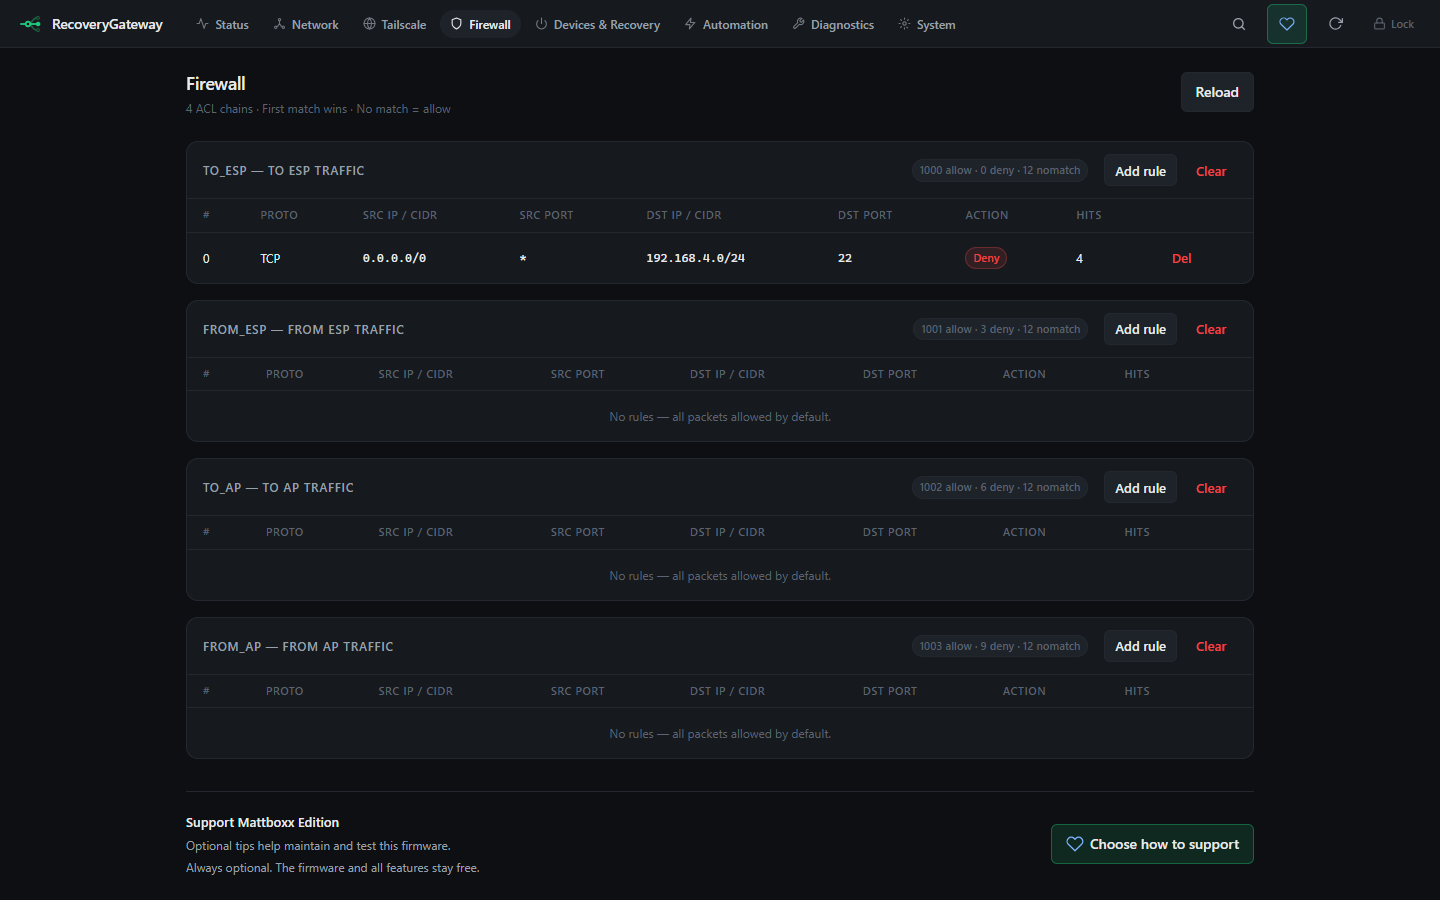 RecoveryGateway Status Network Tailscale Firewall Devices & Recovery Automation Diagnostics System Lock
Firewall
4 ACL chains · First match wins · No match = allow
Reload
TO_ESP — TO ESP TRAFFIC 1000 allow · 0 deny · 12 nomatch Add rule Clear
# PROTO SRC IP / CIDR SRC PORT DST IP / CIDR DST PORT ACTION HITS
0 TCP 0.0.0.0/0 * 192.168.4.0/24 22 Deny 4 Del
FROM_ESP — FROM ESP TRAFFIC 1001 allow · 3 deny · 12 nomatch Add rule Clear
# PROTO SRC IP / CIDR SRC PORT DST IP / CIDR DST PORT ACTION HITS
No rules — all packets allowed by default.
TO_AP — TO AP TRAFFIC 1002 allow · 6 deny · 12 nomatch Add rule Clear
# PROTO SRC IP / CIDR SRC PORT DST IP / CIDR DST PORT ACTION HITS
No rules — all packets allowed by default.
FROM_AP — FROM AP TRAFFIC 1003 allow · 9 deny · 12 nomatch Add rule Clear
# PROTO SRC IP / CIDR SRC PORT DST IP / CIDR DST PORT ACTION HITS
No rules — all packets allowed by default.
Support Mattboxx Edition
Optional tips help maintain and test this firmware.
Always optional. The firmware and all features stay free.
Choose how to support